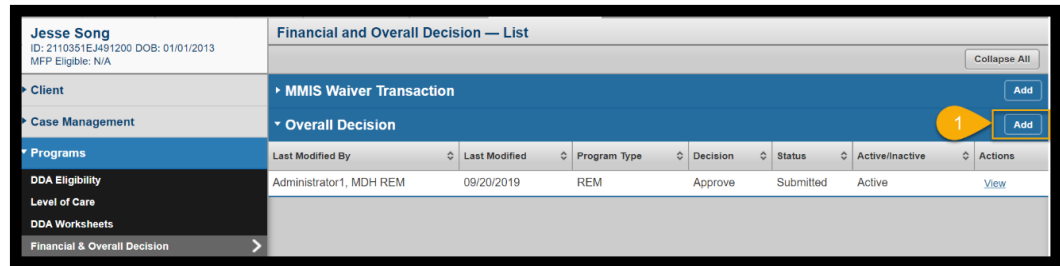 Jesse Song
ID: 2110351EJ491200 DOB: 01/01/2013
MFP Eligible: N/A
Client
Case Management
Programs
DDA Eligibility
Level of Care
DDA Worksheets
Financial & Overall Decision
Financial and Overall Decision — List
Collapse All
MMIS Waiver Transaction Add
Overall Decision 1 Add
Last Modified By Last Modified Program Type Decision Status Active/Inactive Actions
Administrator1, MDH REM 09/20/2019 REM Approve Submitted Active View